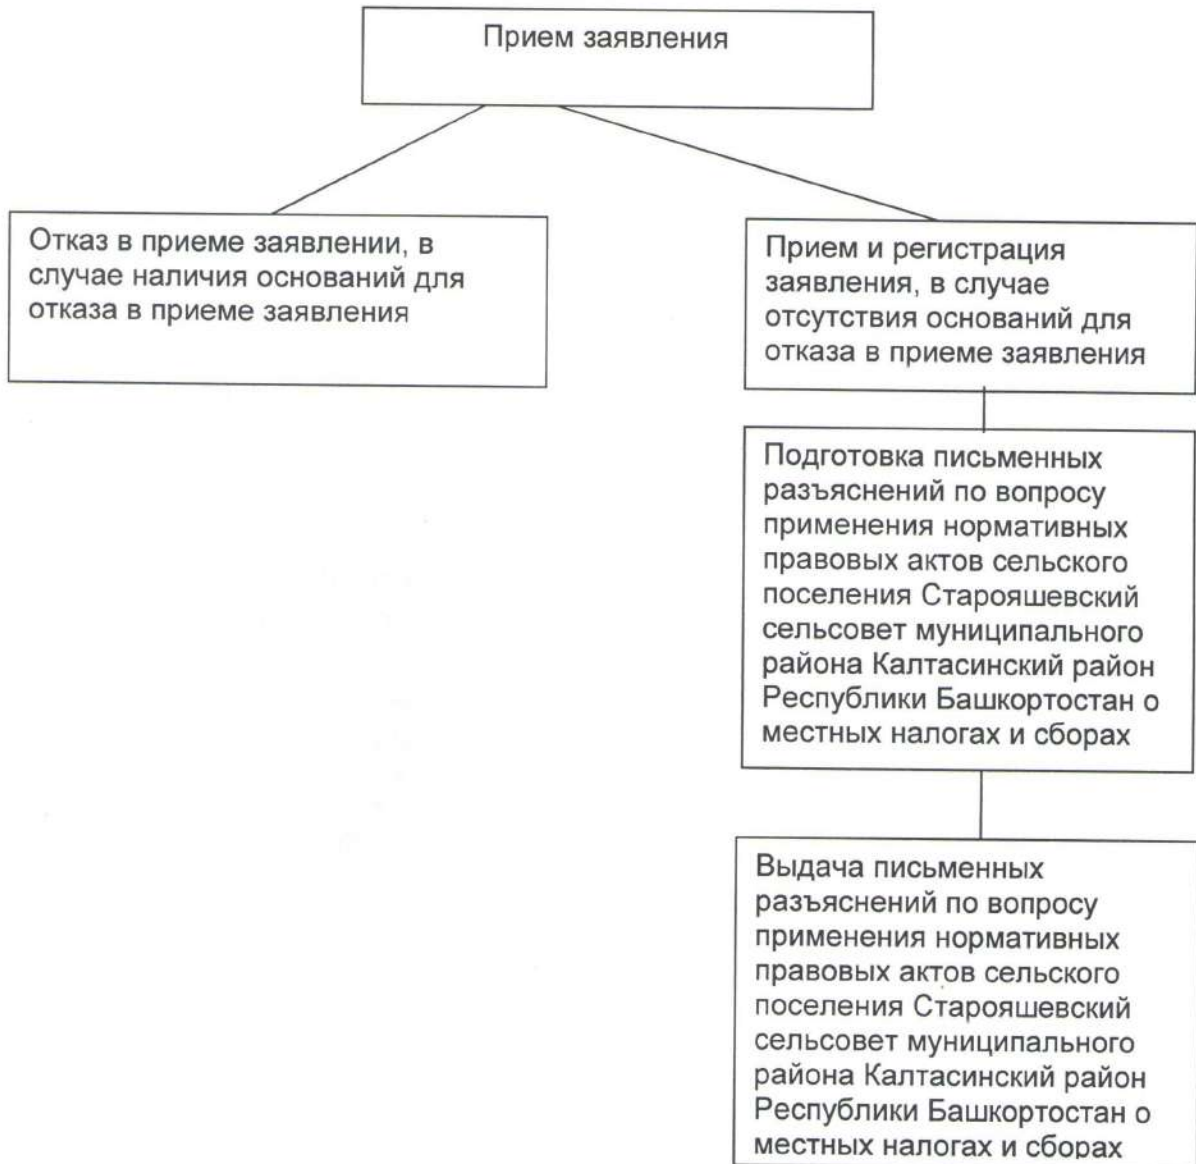 Прием заявления
Отказ в приеме заявлении, в
случае наличия оснований для
отказа в приеме заявления
Прием и регистрация
заявления, в случае
отсутствия оснований для
отказа в приеме заявления
Подготовка письменных
разъяснений по вопросу
применения нормативных
правовых актов сельского
поселения Старояшевский
сельсовет муниципального
района Калтасинский район
Республики Башкортостан о
местных налогах и сборах
Выдача письменных
разъяснений по вопросу
применения нормативных
правовых актов сельского
поселения Старояшевский
сельсовет муниципального
района Калтасинский район
Республики Башкортостан о
местных налогах и сборах